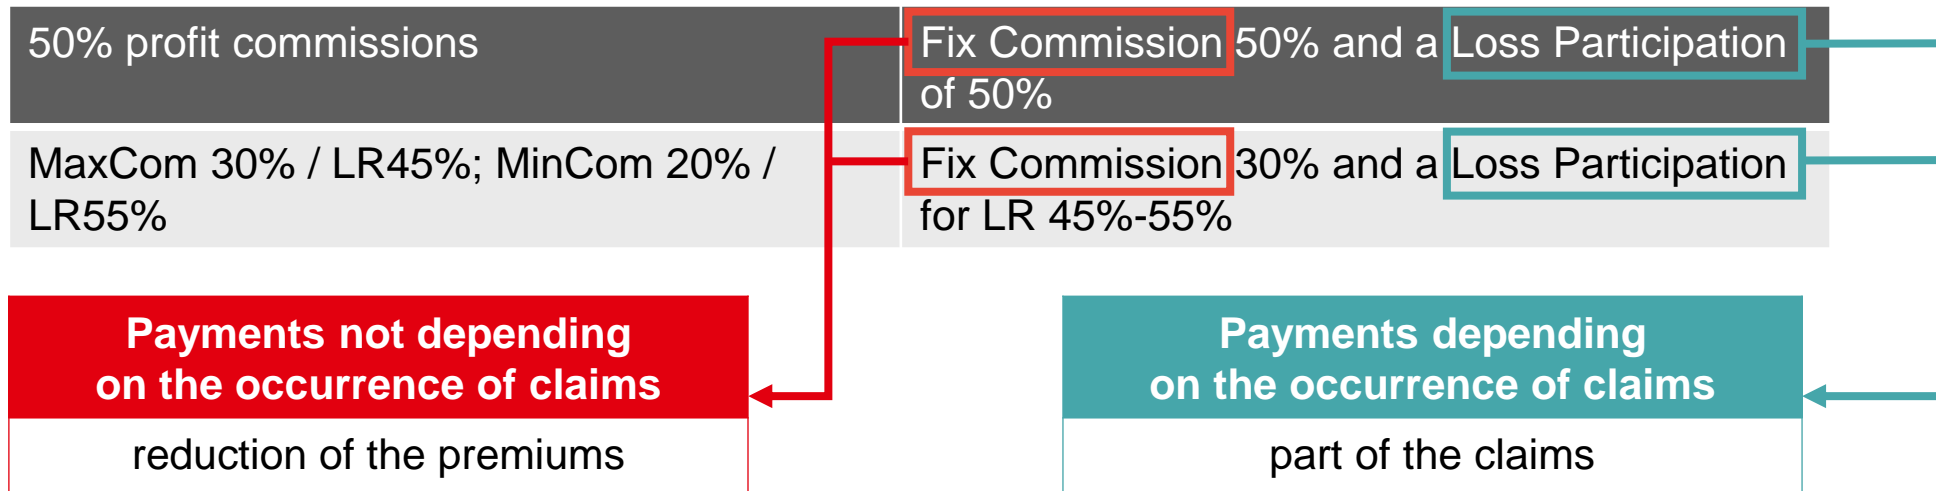 50% profit commissions
Fix Commission 50% and a Loss Participation
of 50%
MaxCom 30% / LR45%; MinCom 20% /
LR55%
Fix Commission 30% and a Loss Participation
for LR 45%-55%
Payments not depending
on the occurrence of claims
reduction of the premiums
Payments depending
on the occurrence of claims
part of the claims